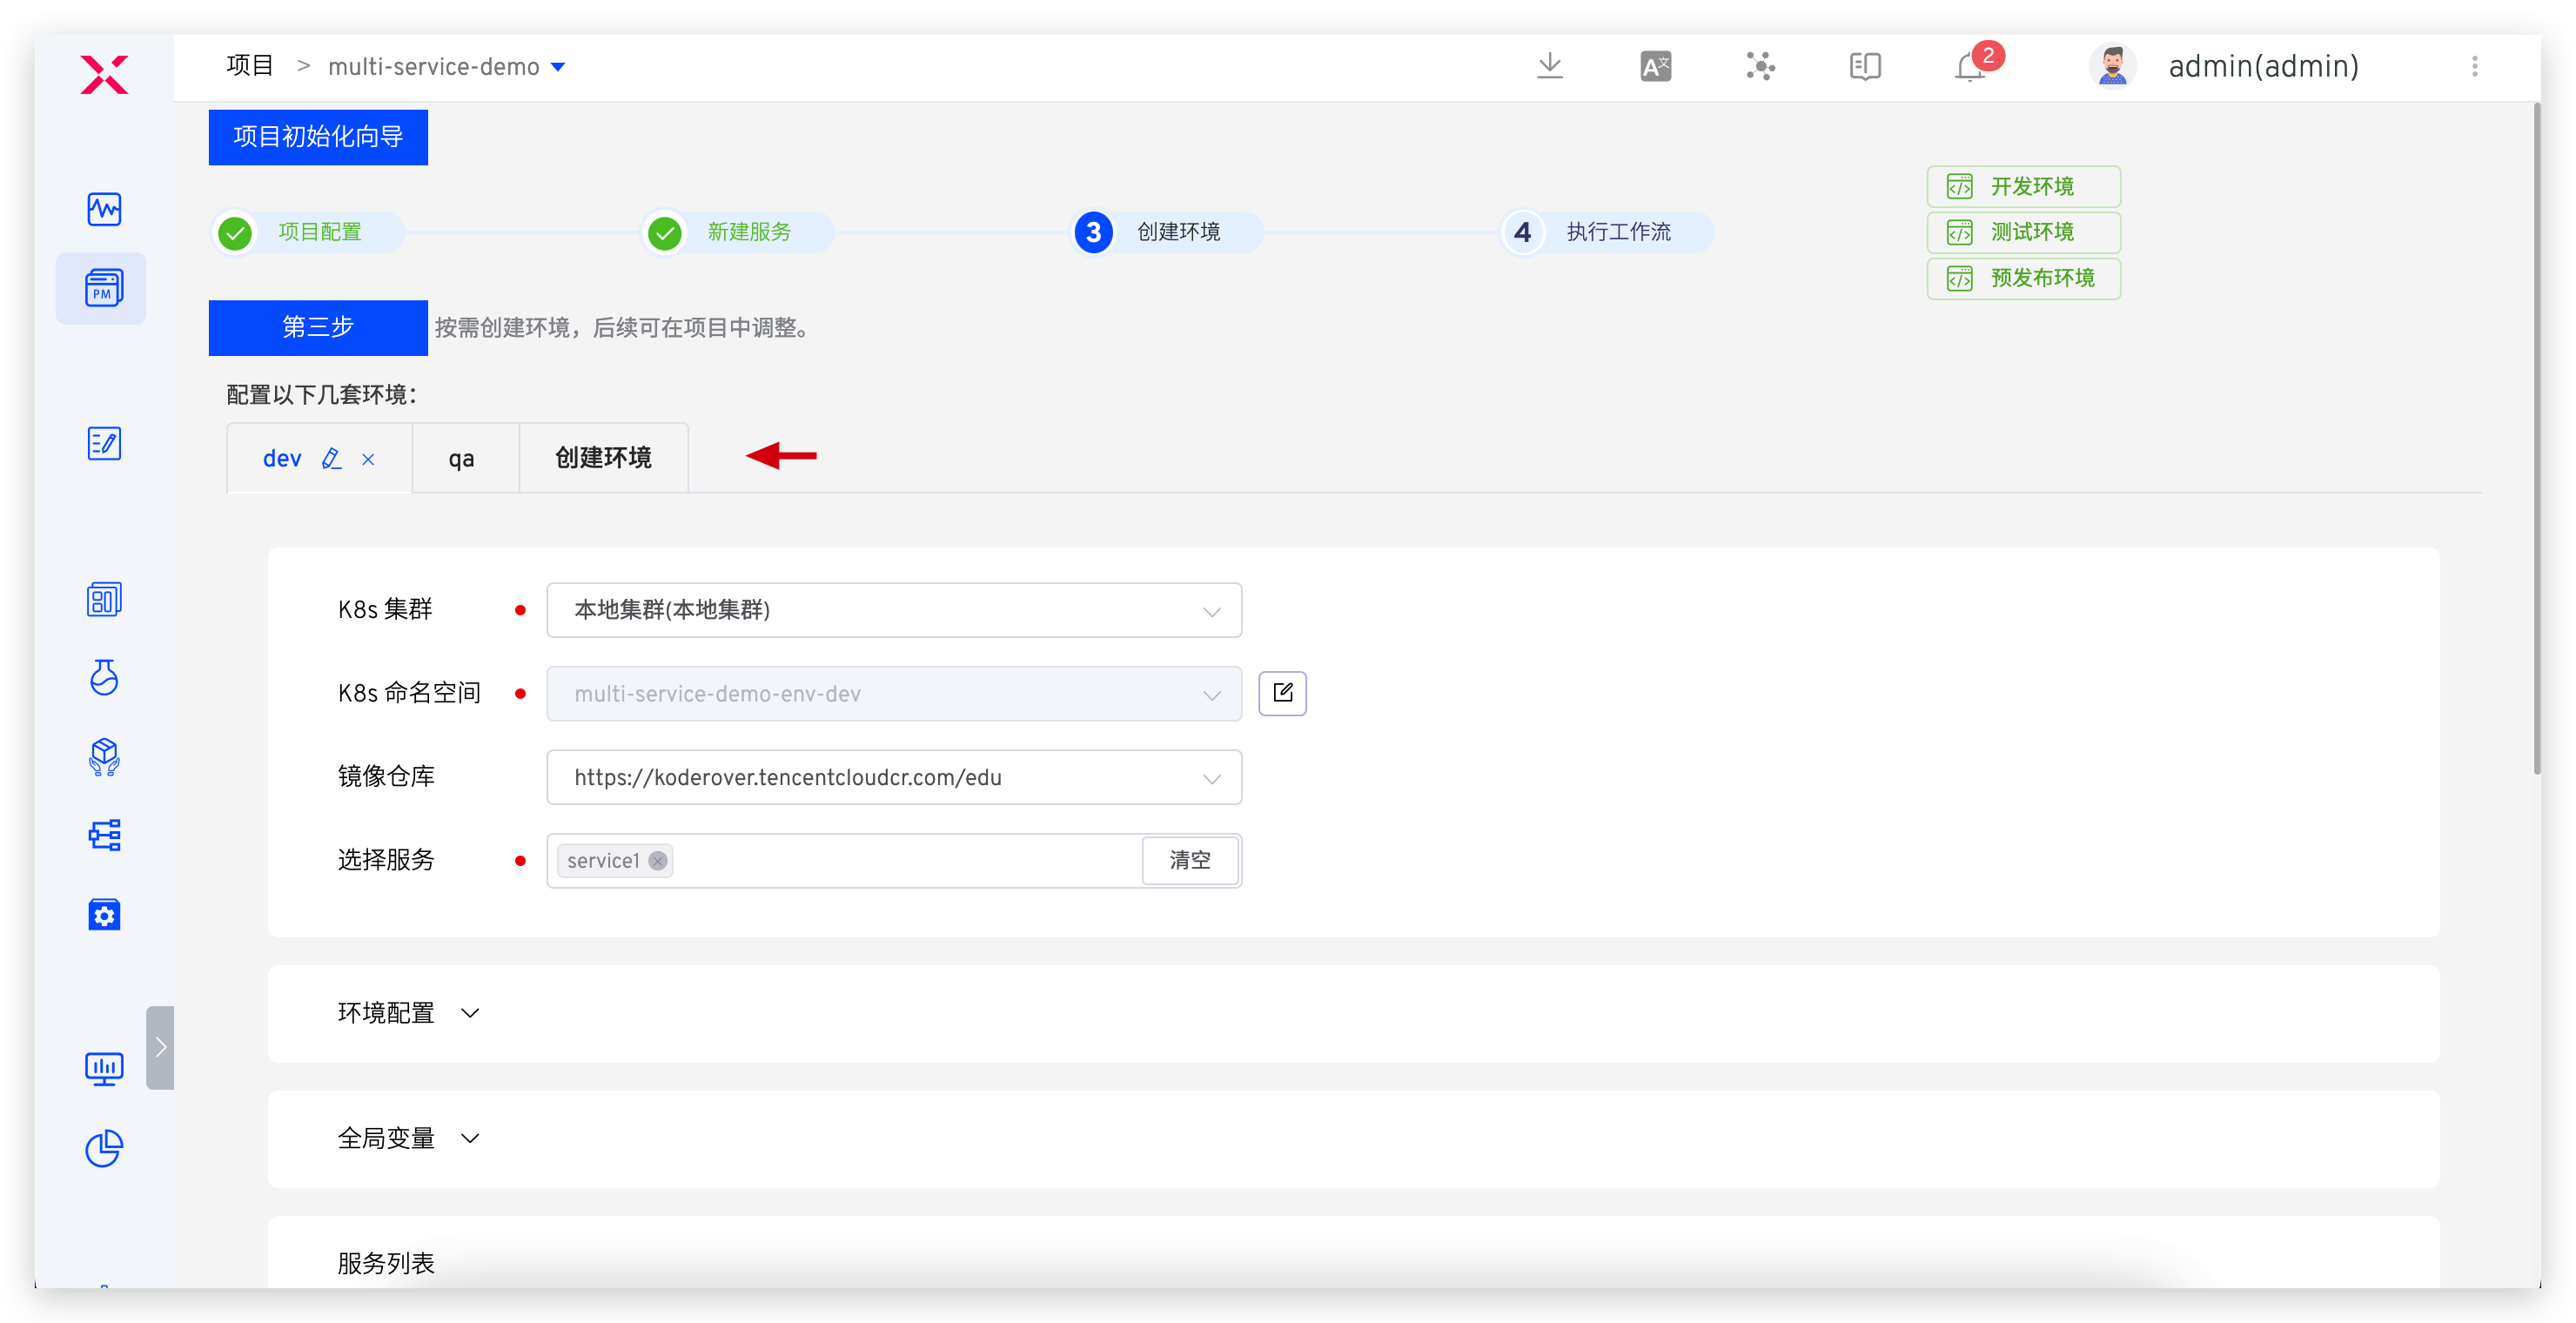 项目 > multi-service-demo
A文
2
admin(admin)
项目初始化向导
项目配置
新建服务
3 创建环境
4 执行工作流
开发环境
测试环境
预发布环境
PM
第三步 按需创建环境，后续可在项目中调整。
配置以下几套环境：
dev
qa
创建环境
K8s 集群 本地集群(本地集群)
K8s 命名空间 multi-service-demo-env-dev
镜像仓库 https://koderover.tencentcloudcr.com/edu
选择服务 service1 清空
环境配置
全局变量
服务列表